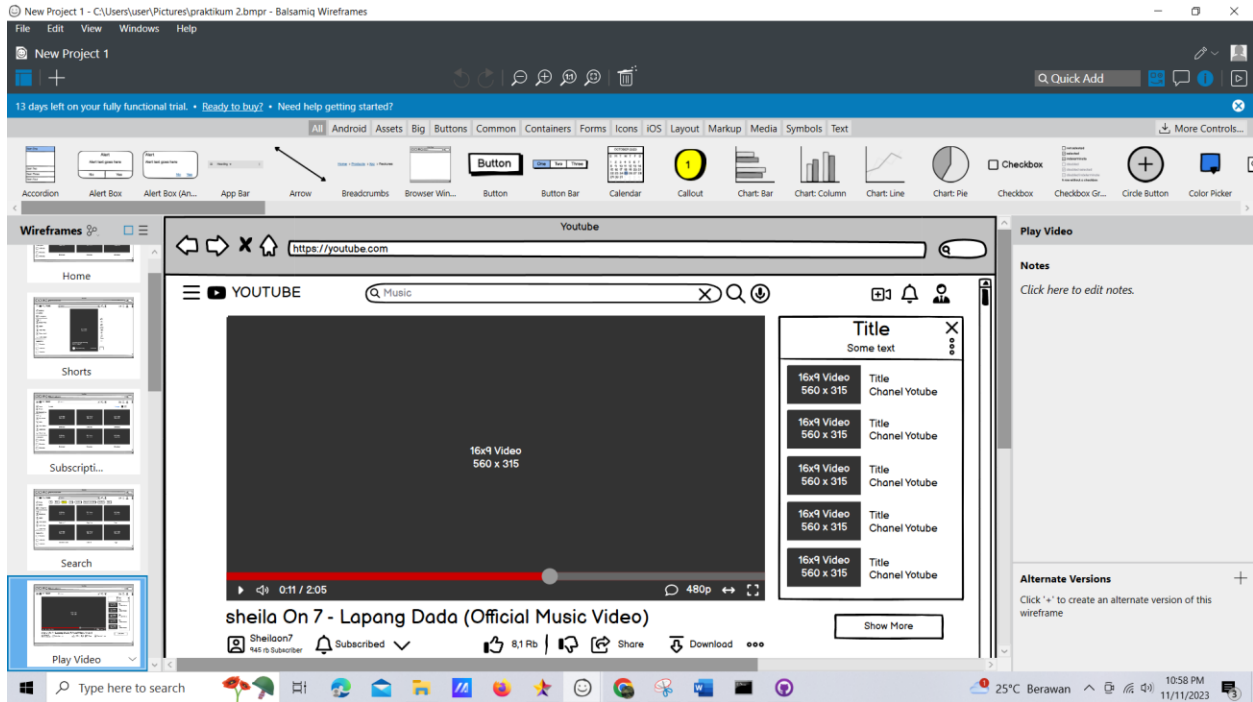 New Project 1 - C:\Users\user\Pictures\praktikum 2.bmpr - Balsamiq Wireframes
File Edit View Windows Help
New Project 1
Quick Add
13 days left on your fully functional trial. • Ready to buy? • Need help getting started?
All Android Assets Big Buttons Common Containers Forms Icons iOS Layout Markup Media Symbols Text
More Controls...
Button
One Two Three
1
Checkbox
Accordion Alert Box Alert Box (An... App Bar Arrow Breadcrumbs Browser Win... Button Button Bar Calendar Callout Chart: Bar Chart: Column Chart: Line Chart: Pie Checkbox Checkbox Gr... Circle Button Color Picker
Wireframes
Home
Shorts
Subscripti...
Search
Play Video
Youtube
https://youtube.com
YOUTUBE
Music
16x9 Video
560 x 315
0:11 / 2:05
480p
sheila On 7 - Lapang Dada (Official Music Video)
Sheilaon7
945 rb Subscriber
Subscribed
8,1 Rb
Share
Download
Title
Some text
16x9 Video
560 x 315
Title
Chanel Yotube
16x9 Video
560 x 315
Title
Chanel Yotube
16x9 Video
560 x 315
Title
Chanel Yotube
16x9 Video
560 x 315
Title
Chanel Yotube
16x9 Video
560 x 315
Title
Chanel Yotube
Show More
Play Video
Notes
Click here to edit notes.
Alternate Versions
Click '+' to create an alternate version of this
wireframe
Type here to search
25°C Berawan
10:58 PM
11/11/2023
3